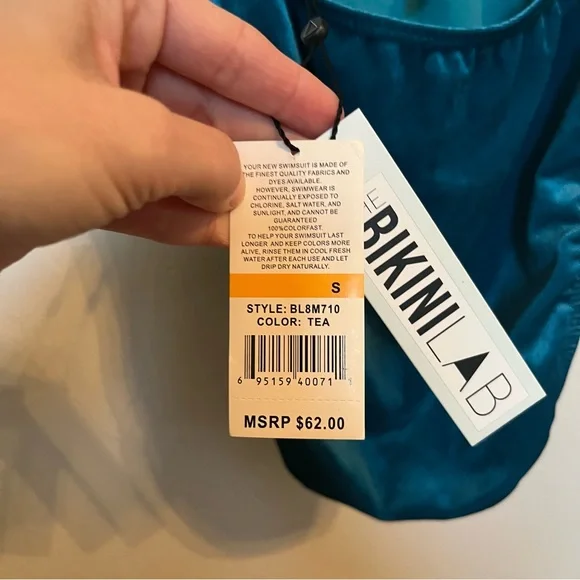 YOUR NEW SWIMSUIT IS MADE OF
THE FINEST QUALITY FABRICS AND
DYES AVAILABLE.
HOWEVER, SWIMWEAR IS
CONTINUALLY EXPOSED TO
CHLORINE, SALT WATER, AND
SUNLIGHT, AND CANNOT BE
GUARANTEED
100%COLORFAST.
TO HELP YOUR SWIMSUIT LAST
LONGER AND KEEP COLORS MORE
ALIVE, RINSE THEM IN COOL FRESH
WATER AFTER EACH USE AND LET
DRIP DRY NATURALLY.
S
STYLE: BL8M710
COLOR: TEA
6 95159 40071 1
MSRP $62.00
BIKINI LAB